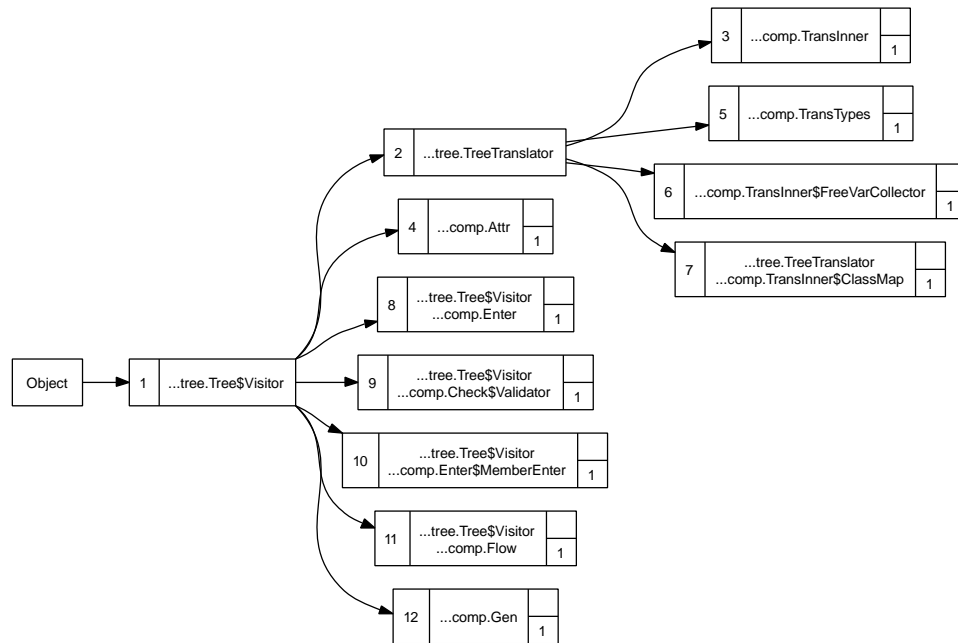 3 ...comp.TransInner
1
5 ...comp.TransTypes
1
2 ...tree.TreeTranslator
6 ...comp.TransInner$FreeVarCollector
1
4 ...comp.Attr
1
7 ...tree.TreeTranslator
...comp.TransInner$ClassMap
1
8 ...tree.Tree$Visitor
...comp.Enter
1
Object
1 ...tree.Tree$Visitor
9 ...tree.Tree$Visitor
...comp.Check$Validator
1
10 ...tree.Tree$Visitor
...comp.Enter$MemberEnter
1
11 ...tree.Tree$Visitor
...comp.Flow
1
12 ...comp.Gen
1